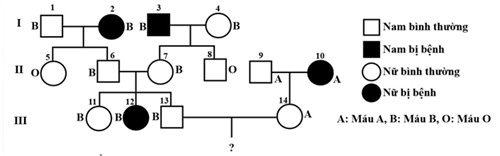 I
1 2 3 4
B B B B
Nam bình thường
Nam bị bệnh
Nữ bình thường
Nữ bị bệnh
II
5 6 7 8 9 10
O B B O A A
III
11 12 13 14
B B B A
?
A: Máu A, B: Máu B, O: Máu O